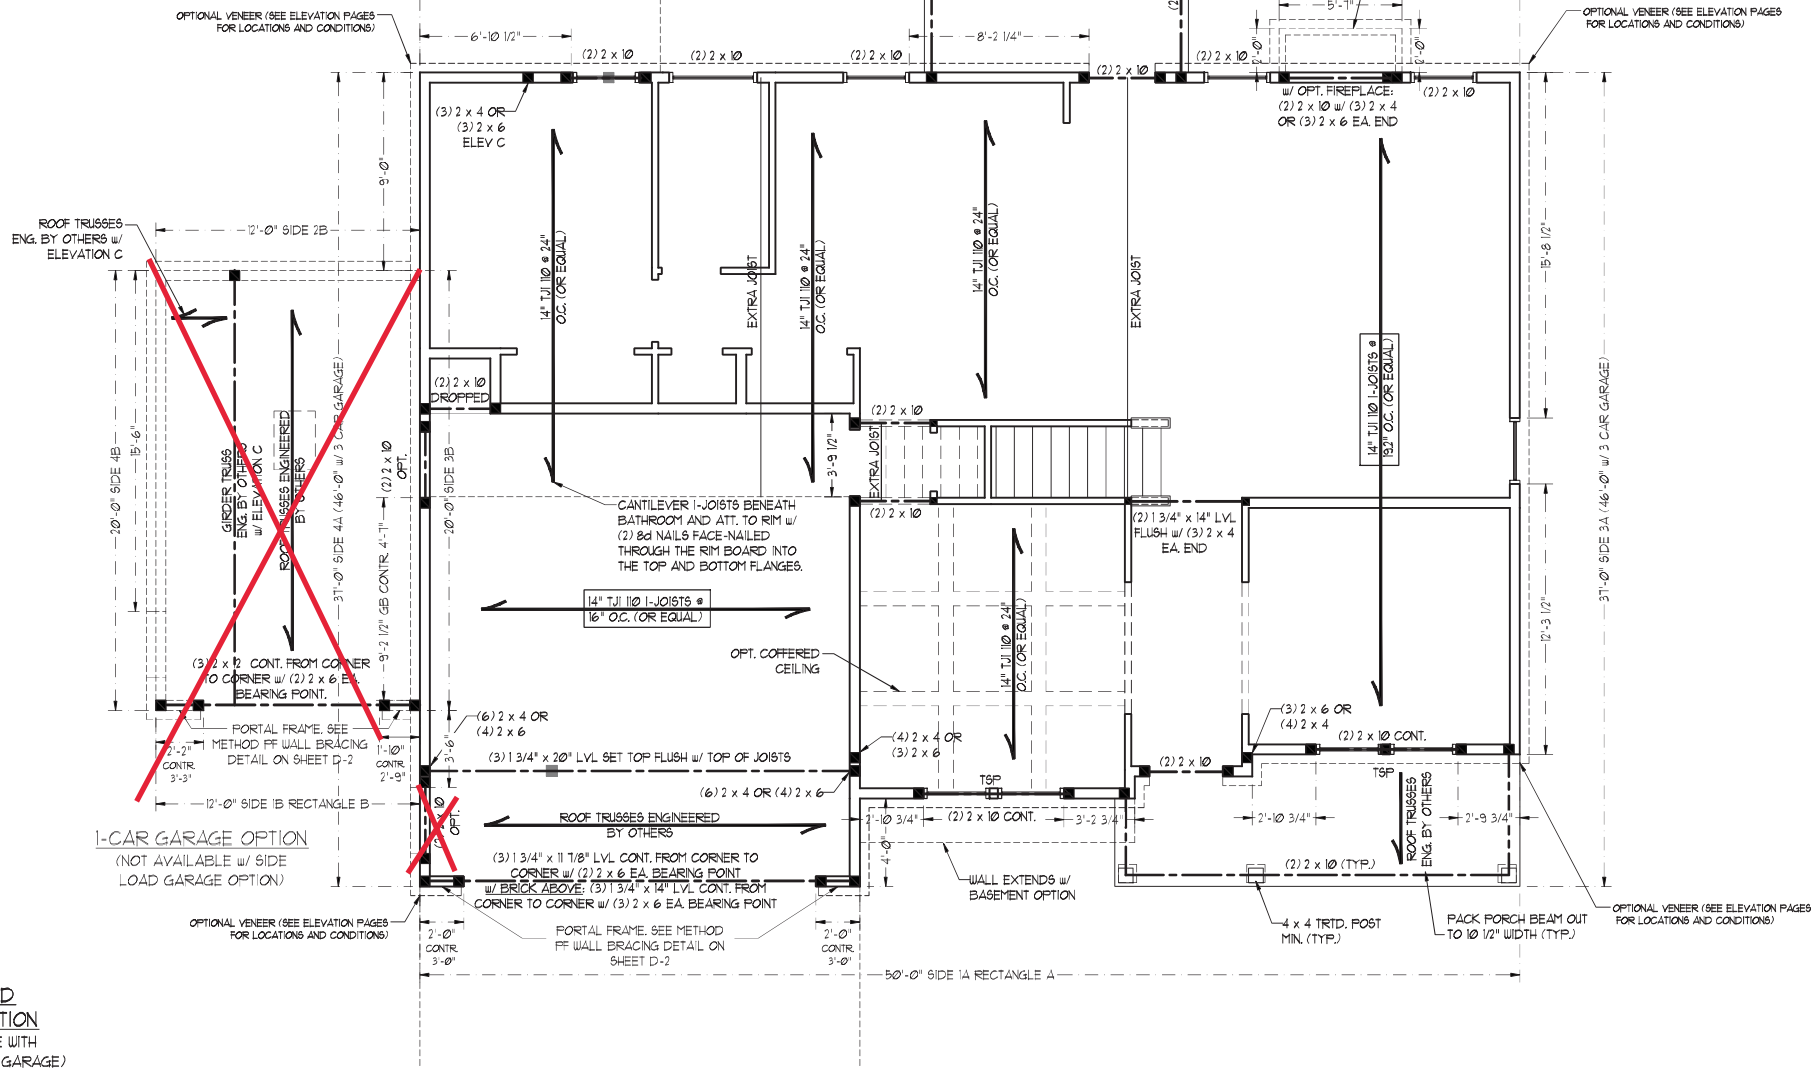 OPTIONAL VENEER (SEE ELEVATION PAGES
FOR LOCATIONS AND CONDITIONS)
6'-10 1/2"
8'-2 1/4"
5'-7"
OPTIONAL VENEER (SEE ELEVATION PAGES
FOR LOCATIONS AND CONDITIONS)
(2) 2 x 10
(2) 2 x 10
(2) 2 x 10
(2) 2 x 10
2'-0"
2'-0"
w/ OPT. FIREPLACE:
(2) 2 x 10 w/ (3) 2 x 4
OR (3) 2 x 6 EA. END
(2) 2 x 10
(3) 2 x 4 OR
(3) 2 x 6
ELEV C
9'-0"
ROOF TRUSSES
ENG. BY OTHERS w/
ELEVATION C
12'-0" SIDE 2B
14" TJI 110 @ 24"
O.C. (OR EQUAL)
EXTRA JOIST
14" TJI 110 @ 24"
O.C. (OR EQUAL)
14" TJI 110 @ 24"
O.C. (OR EQUAL)
EXTRA JOIST
14" TJI 110 I-JOISTS @
19.2" O.C. (OR EQUAL)
15'-8 1/2"
37'-0" SIDE 3A (46'-0" w/ 3 CAR GARAGE)
20'-0" SIDE 4B
15'-6"
GIRDER TRUSS
ENG. BY OTHERS
w/ ELEVATION C
ROOF TRUSSES ENGINEERED
BY OTHERS
37'-0" SIDE 4A (46'-0" w/ 3 CAR GARAGE)
9'-2 1/2" GB CONTR. 4'-7"
(2) 2 x 10
OPT.
20'-0" SIDE 3B
(2) 2 x 10
DROPPED
3'-9 1/2"
(2) 2 x 10
EXTRA JOIST
(2) 2 x 10
CANTILEVER I-JOISTS BENEATH
BATHROOM AND ATT. TO RIM w/
(2) 8d NAILS FACE-NAILED
THROUGH THE RIM BOARD INTO
THE TOP AND BOTTOM FLANGES.
(2) 1 3/4" x 14" LVL
FLUSH w/ (3) 2 x 4
EA. END
14" TJI 110 I-JOISTS @
16" O.C. (OR EQUAL)
OPT. COFFERED
CEILING
14" TJI 110 @ 24"
O.C. (OR EQUAL)
12'-3 1/2"
CONT. FROM CORNER
TO CORNER w/ (2) 2 x 6 EA.
BEARING POINT.
PORTAL FRAME. SEE
METHOD PF WALL BRACING
DETAIL ON SHEET D-2
2'-2"
CONTR.
3'-3"
1'-10"
CONTR.
2'-9"
3'-6"
(6) 2 x 4 OR
(4) 2 x 6
(3) 1 3/4" x 20" LVL SET TOP FLUSH w/ TOP OF JOISTS
(4) 2 x 4 OR
(3) 2 x 6
(6) 2 x 4 OR (4) 2 x 6
(3) 2 x 6 OR
(4) 2 x 4
(2) 2 x 10 CONT.
(2) 2 x 10
TSP
TSP
12'-0" SIDE 1B RECTANGLE B
1-CAR GARAGE OPTION
(NOT AVAILABLE w/ SIDE
LOAD GARAGE OPTION)
OPT.
ROOF TRUSSES ENGINEERED
BY OTHERS
2'-10 3/4"
(2) 2 x 10 CONT.
3'-2 3/4"
2'-10 3/4"
ROOF TRUSSES
ENG. BY OTHERS
2'-9 3/4"
4'-0"
(3) 1 3/4" x 11 7/8" LVL CONT. FROM CORNER TO
CORNER w/ (2) 2 x 6 EA. BEARING POINT
w/ BRICK ABOVE: (3) 1 3/4" x 14" LVL CONT. FROM
CORNER TO CORNER w/ (3) 2 x 6 EA. BEARING POINT
(2) 2 x 10 (TYP.)
WALL EXTENDS w/
BASEMENT OPTION
OPTIONAL VENEER (SEE ELEVATION PAGES
FOR LOCATIONS AND CONDITIONS)
2'-0"
CONTR.
3'-0"
PORTAL FRAME. SEE METHOD
PF WALL BRACING DETAIL ON
SHEET D-2
2'-0"
CONTR.
3'-0"
4 x 4 TRTD. POST
MIN. (TYP.)
PACK PORCH BEAM OUT
TO 10 1/2" WIDTH (TYP.)
OPTIONAL VENEER (SEE ELEVATION PAGES
FOR LOCATIONS AND CONDITIONS)
50'-0" SIDE 1A RECTANGLE A
D
TION
E WITH
GARAGE)